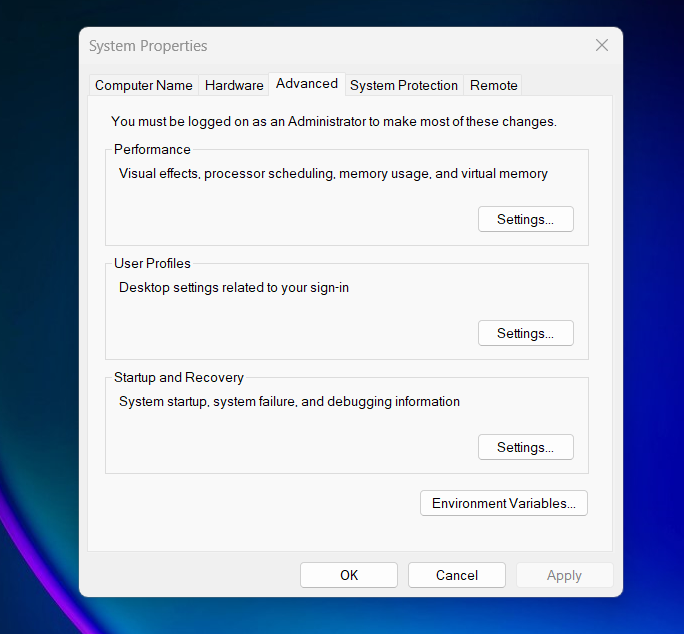 System Properties
Computer Name
Hardware
Advanced
System Protection
Remote
You must be logged on as an Administrator to make most of these changes.
Performance
Visual effects, processor scheduling, memory usage, and virtual memory
Settings...
User Profiles
Desktop settings related to your sign-in
Settings...
Startup and Recovery
System startup, system failure, and debugging information
Settings...
Environment Variables...
OK
Cancel
Apply